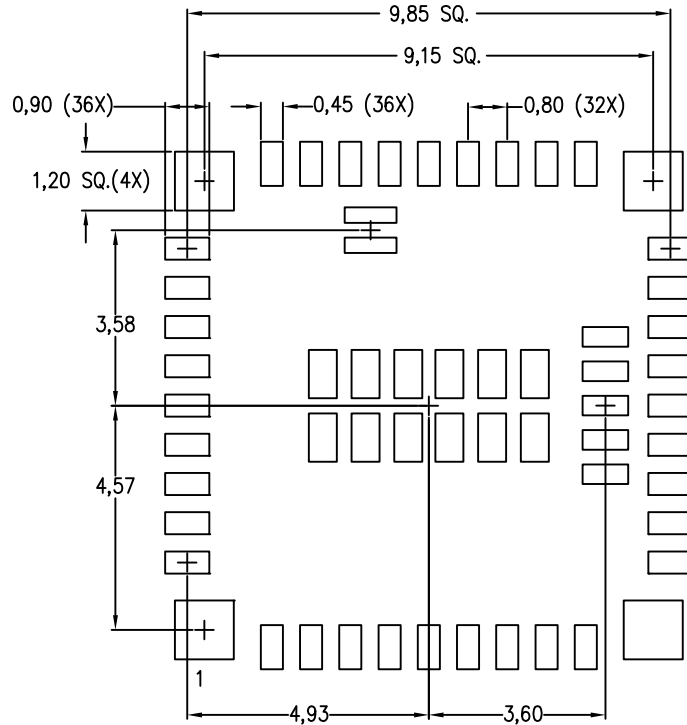 9,85 SQ.
9,15 SQ.
0,90 (36X)
0,45 (36X)
0,80 (32X)
1,20 SQ.(4X)
3,58
4,57
1
4,93
3,60